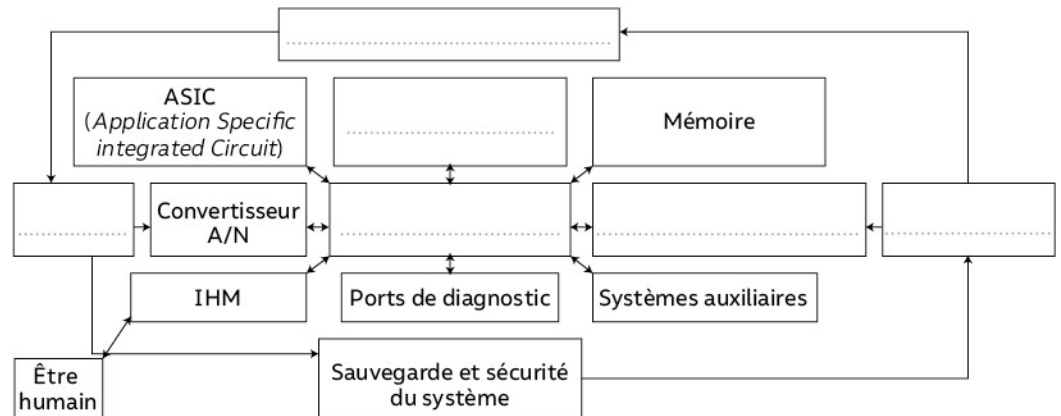 ASIC
(Application Specific
integrated Circuit)
Mémoire
Convertisseur
A/N
IHM
Ports de diagnostic
Systèmes auxiliaires
Être
humain
Sauvegarde et sécurité
du système